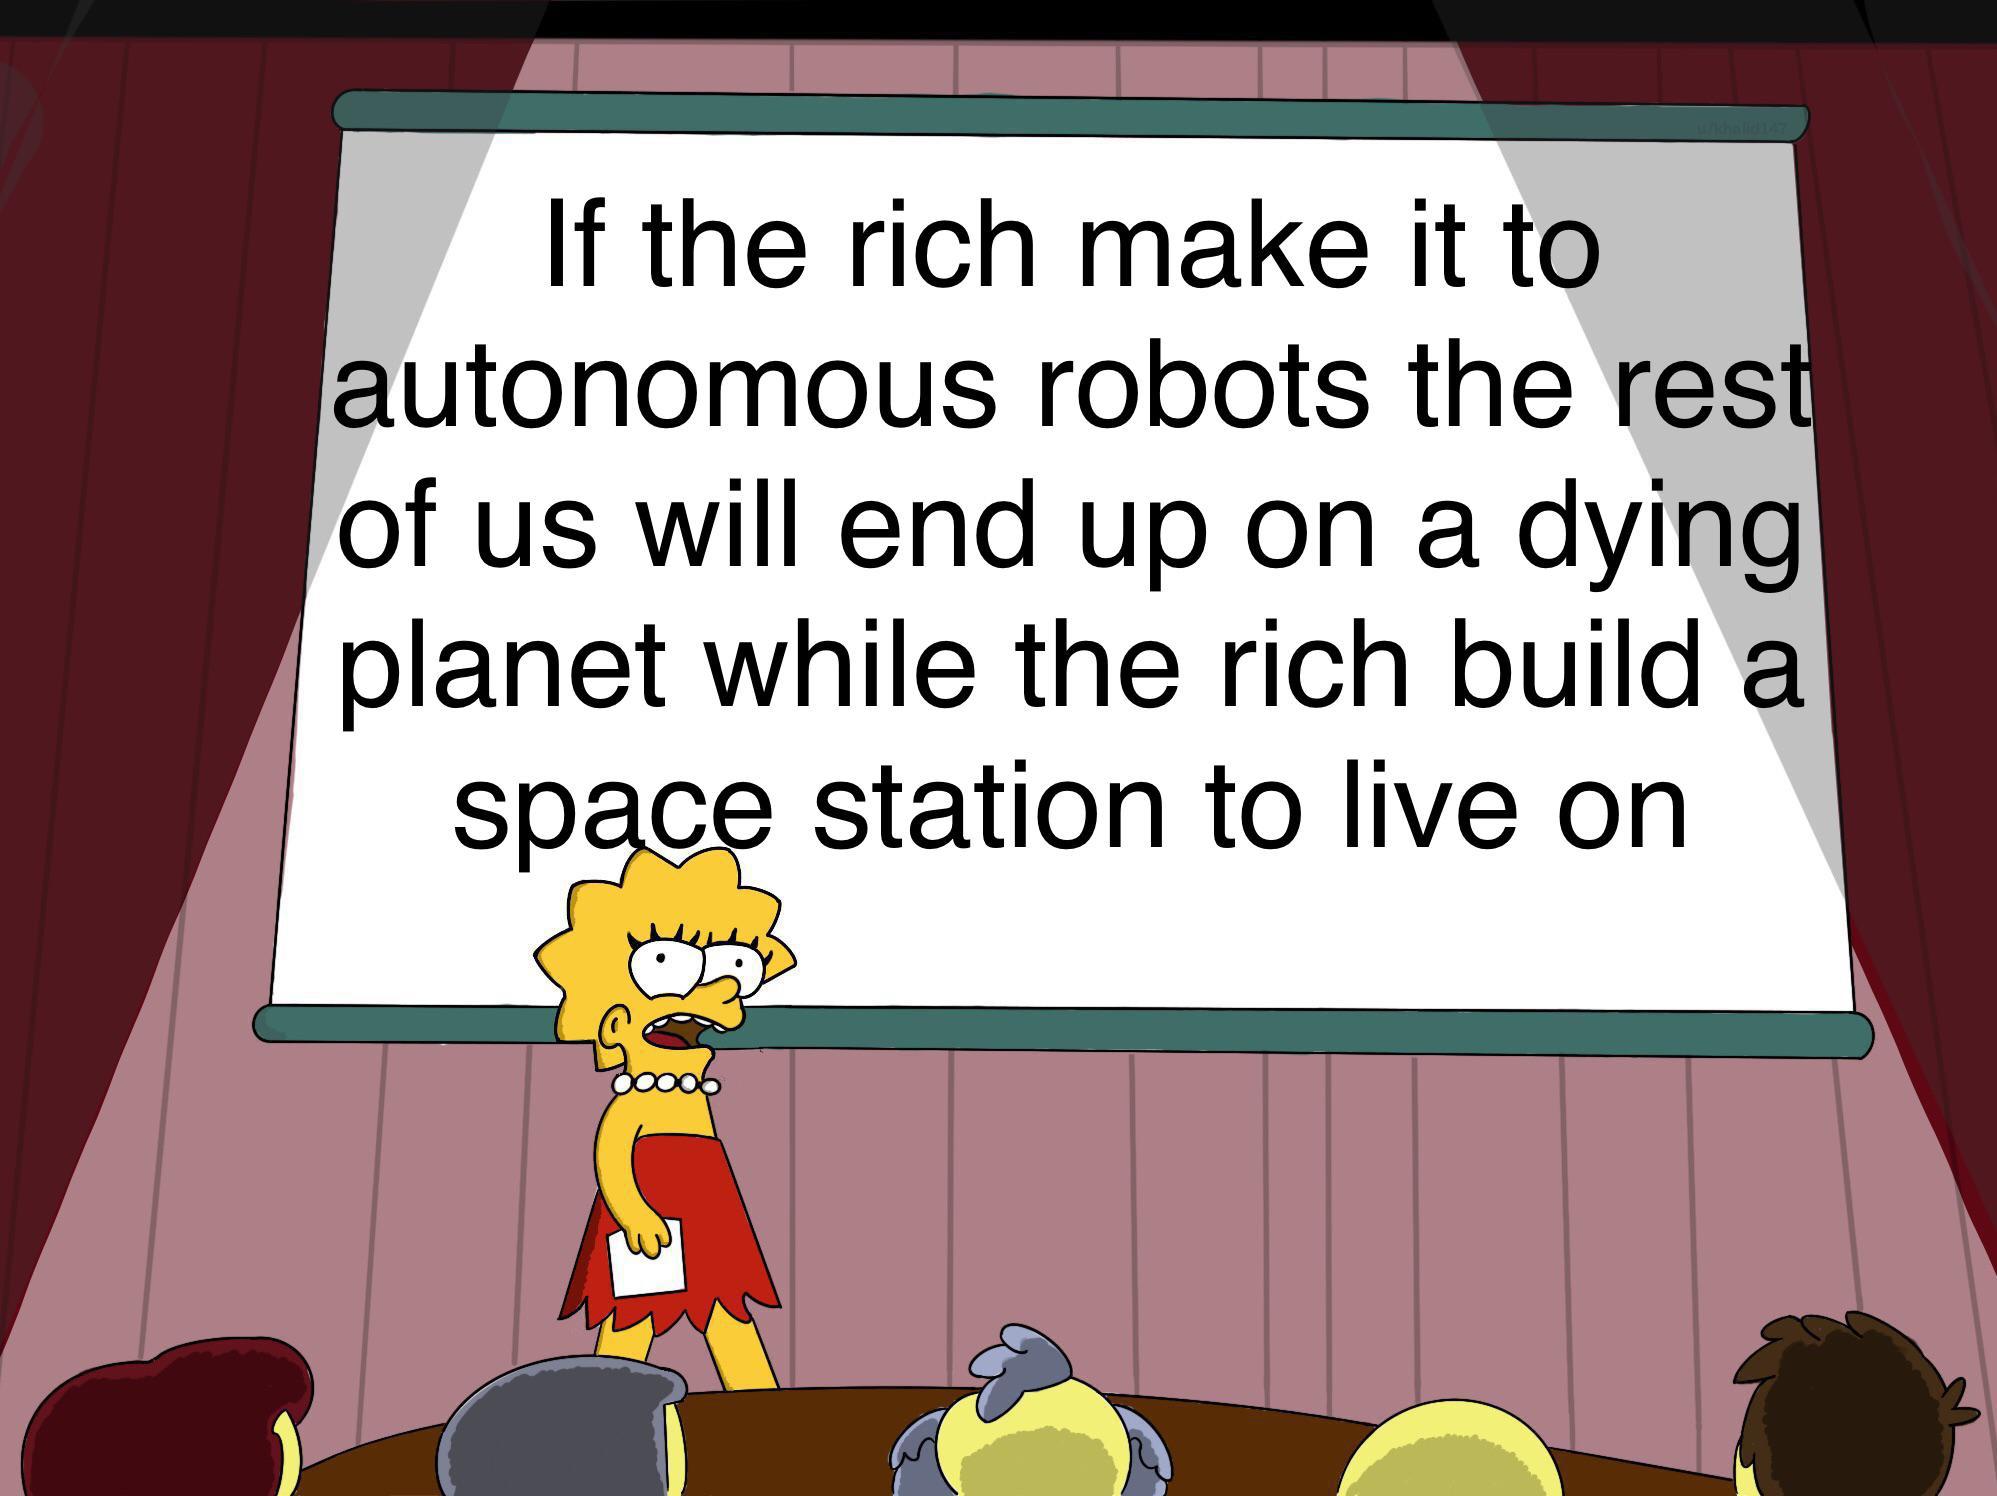 u/khalid147
If the rich make it to
autonomous robots the rest
of us will end up on a dying
planet while the rich build a
space station to live on